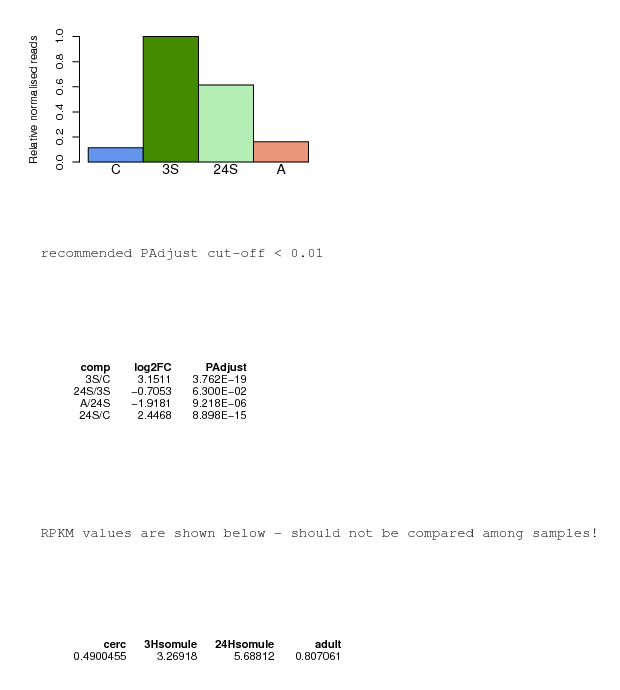 Relative normalised reads
1.0
0.8
0.6
0.4
0.2
0.0
C 3S 24S A
recommended PAdjust cut-off < 0.01
comp log2FC PAdjust
3S/C 3.1511 3.762E−19
24S/3S −0.7053 6.300E−02
A/24S −1.9181 9.218E−06
24S/C 2.4468 8.898E−15
RPKM values are shown below - should not be compared among samples!
cerc 3Hsomule 24Hsomule adult
0.4900455 3.26918 5.68812 0.807061